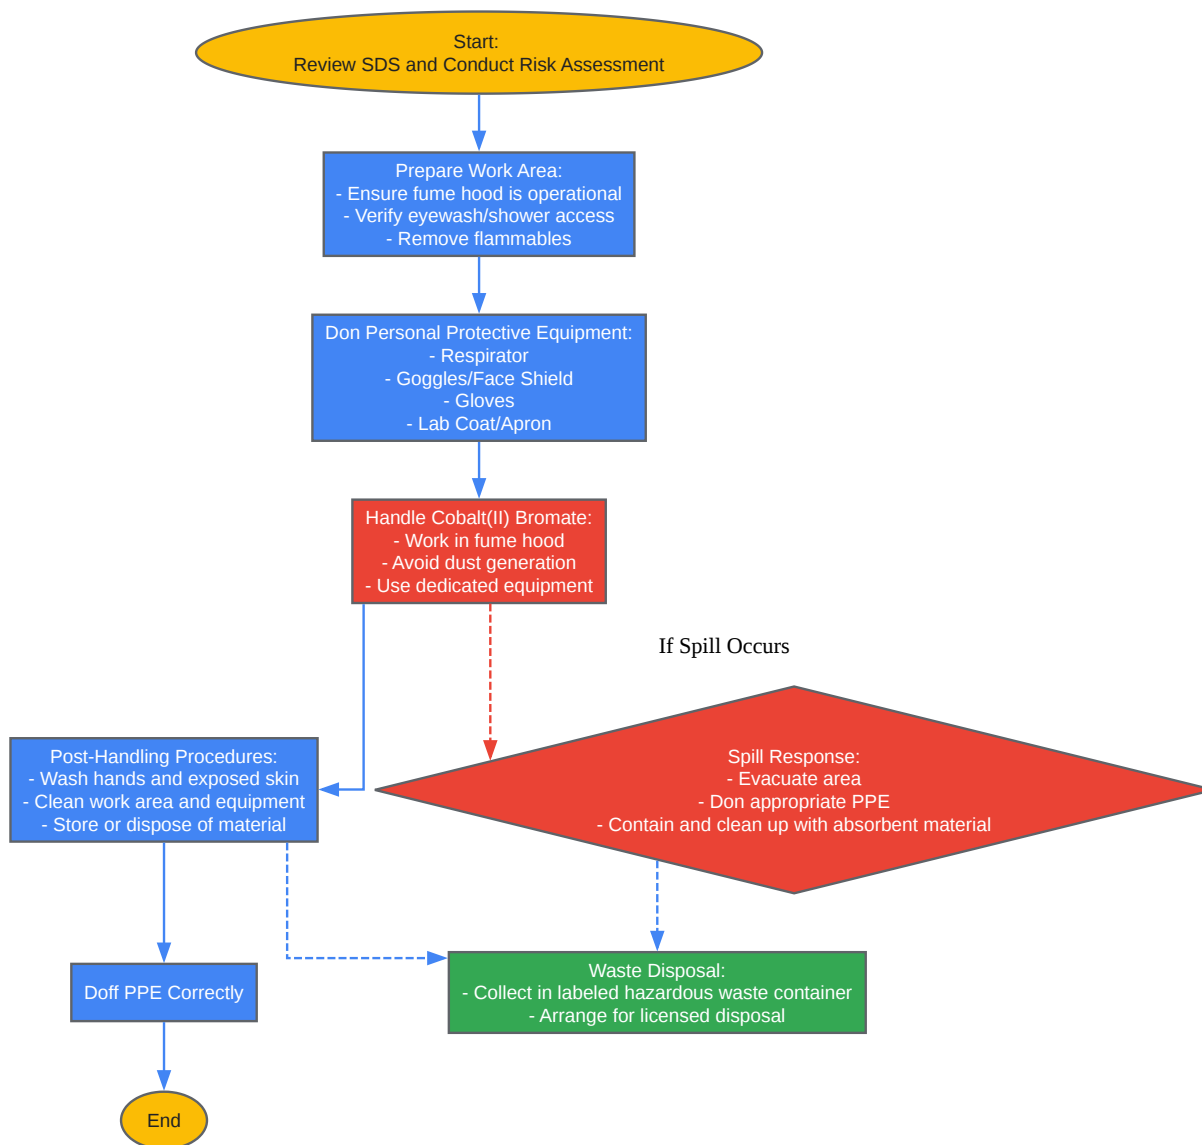 Start:
Review SDS and Conduct Risk Assessment
Prepare Work Area:
- Ensure fume hood is operational
- Verify eyewash/shower access
- Remove flammables
Don Personal Protective Equipment:
- Respirator
- Goggles/Face Shield
- Gloves
- Lab Coat/Apron
Handle Cobalt(II) Bromate:
- Work in fume hood
- Avoid dust generation
- Use dedicated equipment
If Spill Occurs
Post-Handling Procedures:
- Wash hands and exposed skin
- Clean work area and equipment
- Store or dispose of material
Spill Response:
- Evacuate area
- Don appropriate PPE
- Contain and clean up with absorbent material
Doff PPE Correctly
Waste Disposal:
- Collect in labeled hazardous waste container
- Arrange for licensed disposal
End